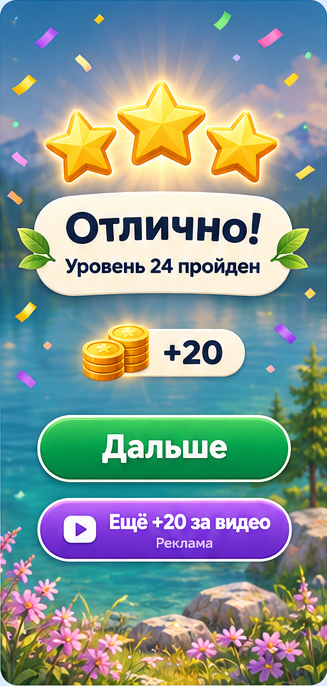 Отлично!
Уровень 24 пройден
+20
Дальше
Ещё +20 за видео
Реклама